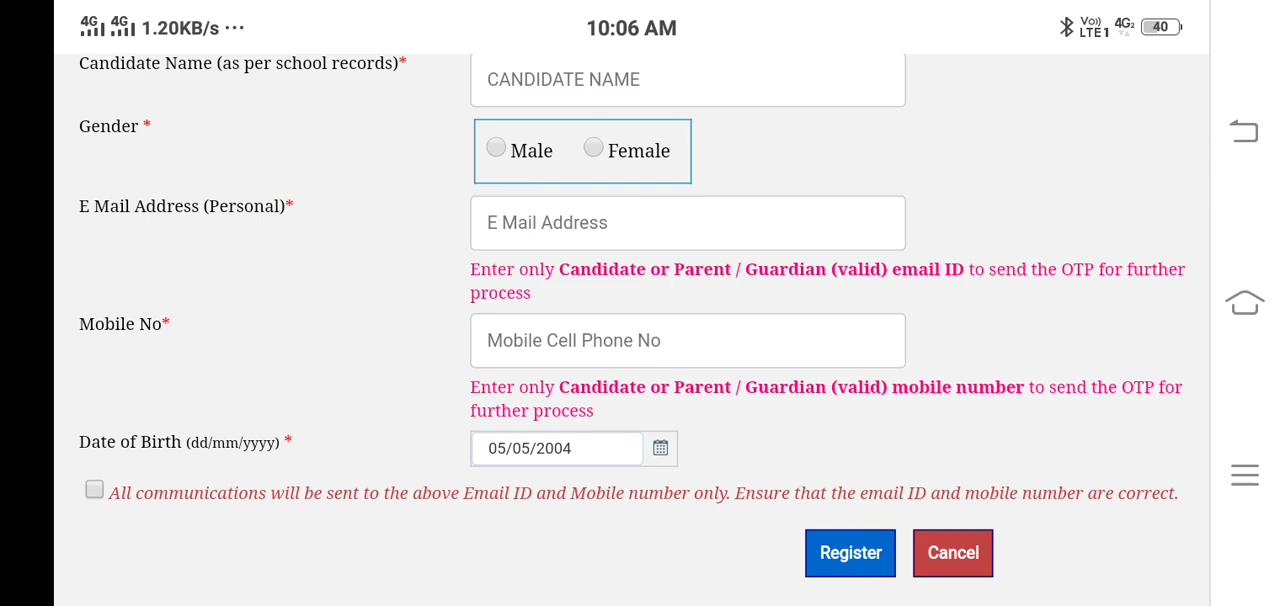 4G 4G 1.20KB/s ··· 10:06 AM Vo)) LTE1 4G2 40
Candidate Name (as per school records)* CANDIDATE NAME
Gender * Male Female
E Mail Address (Personal)* E Mail Address
Enter only Candidate or Parent / Guardian (valid) email ID to send the OTP for further
process
Mobile No* Mobile Cell Phone No
Enter only Candidate or Parent / Guardian (valid) mobile number to send the OTP for
further process
Date of Birth (dd/mm/yyyy) * 05/05/2004
All communications will be sent to the above Email ID and Mobile number only. Ensure that the email ID and mobile number are correct.
Register Cancel